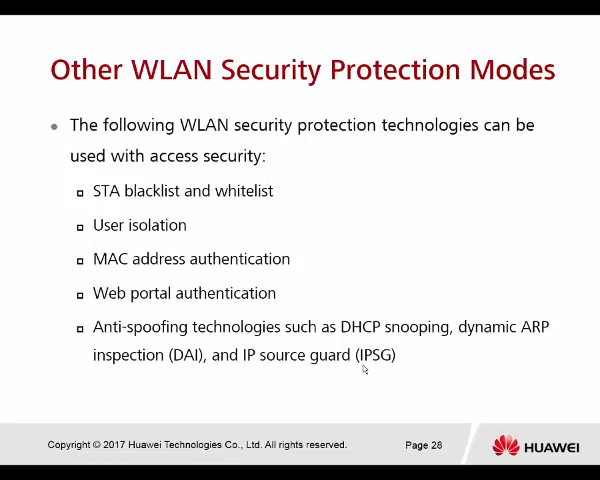 Other WLAN Security Protection Modes
The following WLAN security protection technologies can be
used with access security:
STA blacklist and whitelist
User isolation
MAC address authentication
Web portal authentication
Anti-spoofing technologies such as DHCP snooping, dynamic ARP
inspection (DAI), and IP source guard (IPSG)
Copyright © 2017 Huawei Technologies Co., Ltd. All rights reserved.
Page 28
HUAWEI